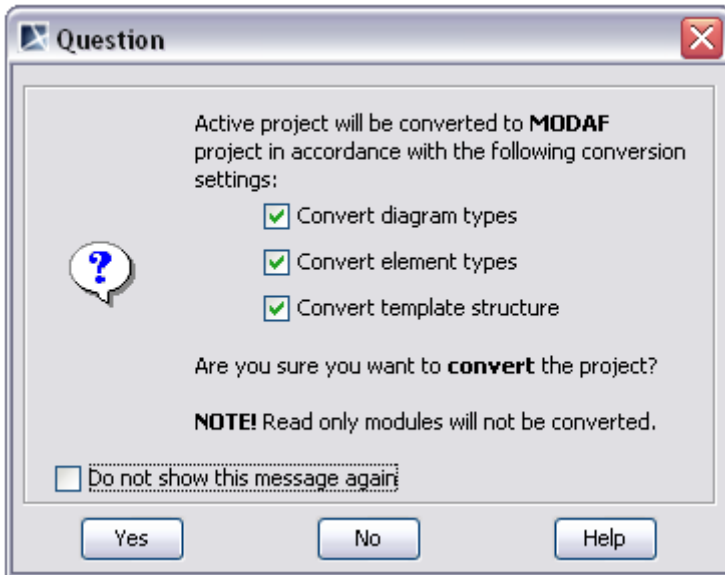 Question
Active project will be converted to MODAF
project in accordance with the following conversion
settings:
Convert diagram types
Convert element types
Convert template structure
Are you sure you want to convert the project?
NOTE! Read only modules will not be converted.
Do not show this message again
Yes No Help